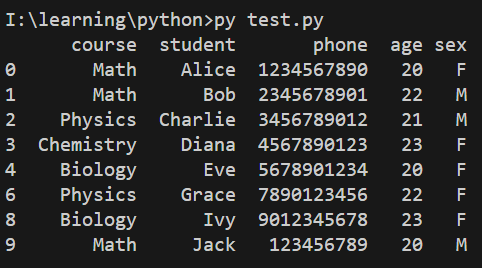 I:\learning\python>py test.py
course student phone age sex
0 Math Alice 1234567890 20 F
1 Math Bob 2345678901 22 M
2 Physics Charlie 3456789012 21 M
3 Chemistry Diana 4567890123 23 F
4 Biology Eve 5678901234 20 F
6 Physics Grace 7890123456 22 F
8 Biology Ivy 9012345678 23 F
9 Math Jack 123456789 20 M